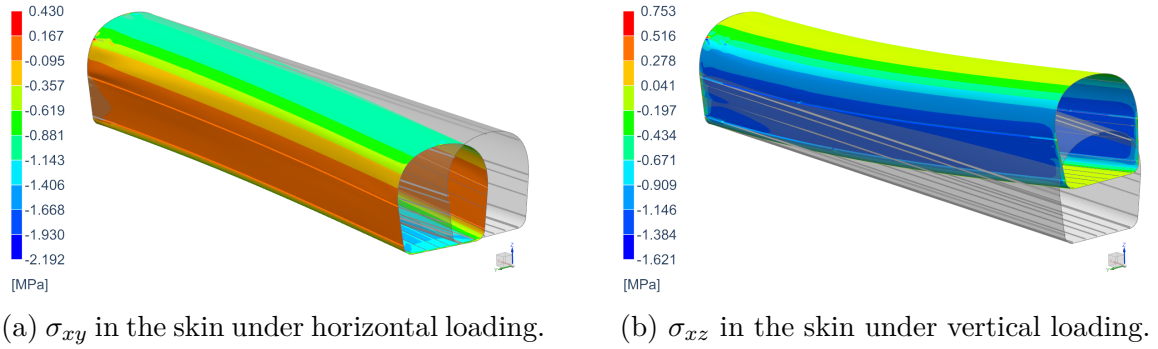 0.430
0.167
-0.095
-0.357
-0.619
-0.881
-1.143
-1.406
-1.668
-1.930
-2.192
[MPa]
Z
Y
(a) σxy in the skin under horizontal loading.
0.753
0.516
0.278
0.041
-0.197
-0.434
-0.671
-0.909
-1.146
-1.384
-1.621
[MPa]
Z
Y
(b) σxz in the skin under vertical loading.